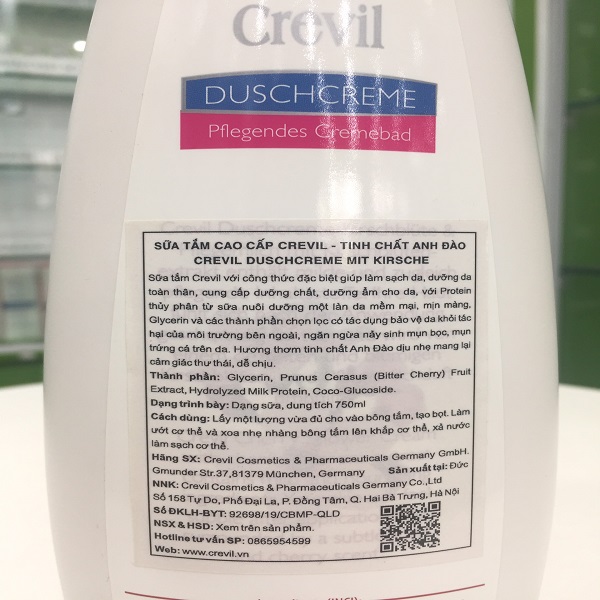 Crevil
DUSCHCREME
Pflegendes Cremebad
SỮA TẮM CAO CẤP CREVIL - TINH CHẤT ANH ĐÀO
CREVIL DUSCHCREME MIT KIRSCHE
Sữa tắm Crevil với công thức đặc biệt giúp làm sạch da, dưỡng da
toàn thân, cung cấp dưỡng chất, dưỡng ẩm cho da, với Protein
thủy phân từ sữa nuôi dưỡng một làn da mềm mại, mịn màng,
Glycerin và các thành phần chọn lọc có tác dụng bảo vệ da khỏi tác
hại của môi trường bên ngoài, ngăn ngừa nảy sinh mụn bọc, mụn
trứng cá trên da. Hương thơm tinh chất Anh Đào dịu nhẹ mang lại
cảm giác thư thái, dễ chịu.
Thành phần: Glycerin, Prunus Cerasus (Bitter Cherry) Fruit
Extract, Hydrolyzed Milk Protein, Coco-Glucoside.
Dạng trình bày: Dạng sữa, dung tích 750ml
Cách dùng: Lấy một lượng vừa đủ cho vào bông tắm, tạo bọt. Làm
ướt cơ thể và xoa nhẹ nhàng bông tắm lên khắp cơ thể, xả nước
làm sạch cơ thể.
Hãng SX: Crevil Cosmetics & Pharmaceuticals Germany GmbH.
Gmunder Str.37,81379 München, Germany Sản xuất tại: Đức
NNK: Crevil Cosmetics & Pharmaceuticals Germany Co.,Ltd
Số 158 Tự Do, Phố Đại La, P. Đồng Tâm, Q. Hai Bà Trưng, Hà Nội
Số ĐKLH-BYT: 92698/19/CBMP-QLD
NSX & HSD: Xem trên sản phẩm.
Hotline tư vấn SP: 0865954599
Web: www.crevil.vn